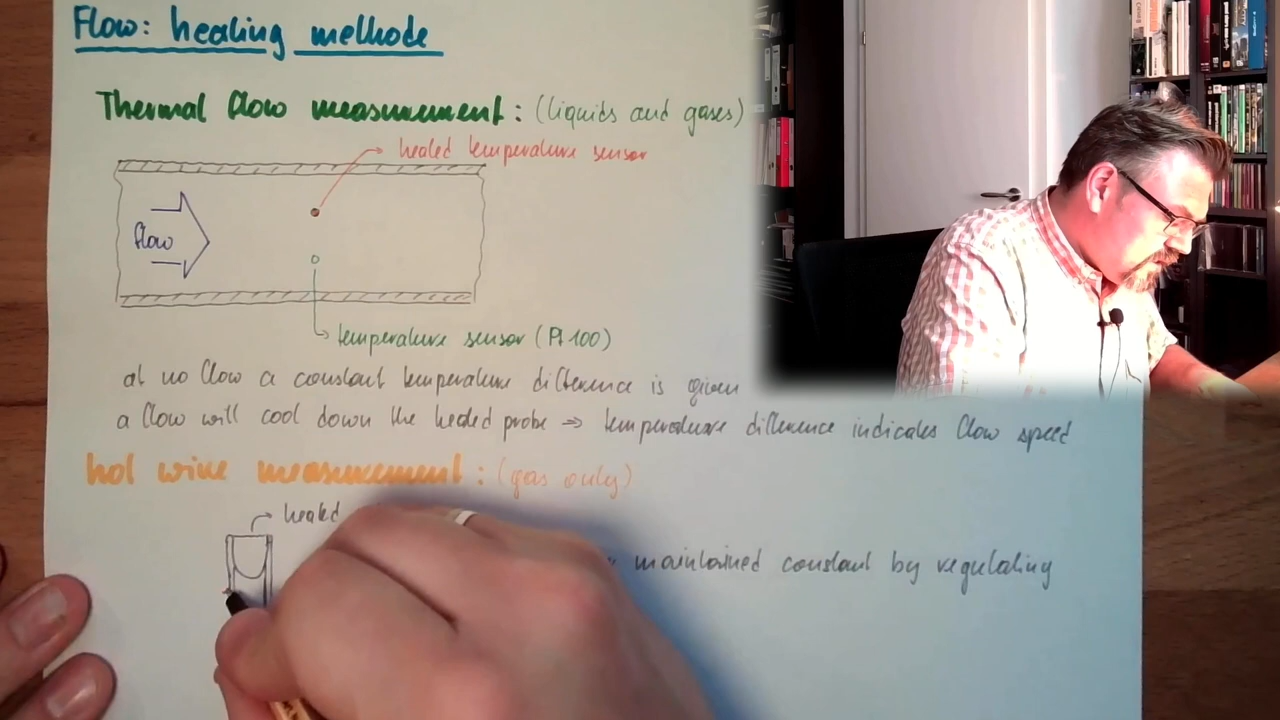 Flow: heating methode
Thermal flow measurement: (liquids and gases)
heated temperature sensor
flow
temperature sensor (Pt100)
at no flow a constant temperature difference is given
a flow will cool down the heated probe => temperature difference indicates flow speed
hot wire measurement: (gas only)
heated
maintained constant by regulating